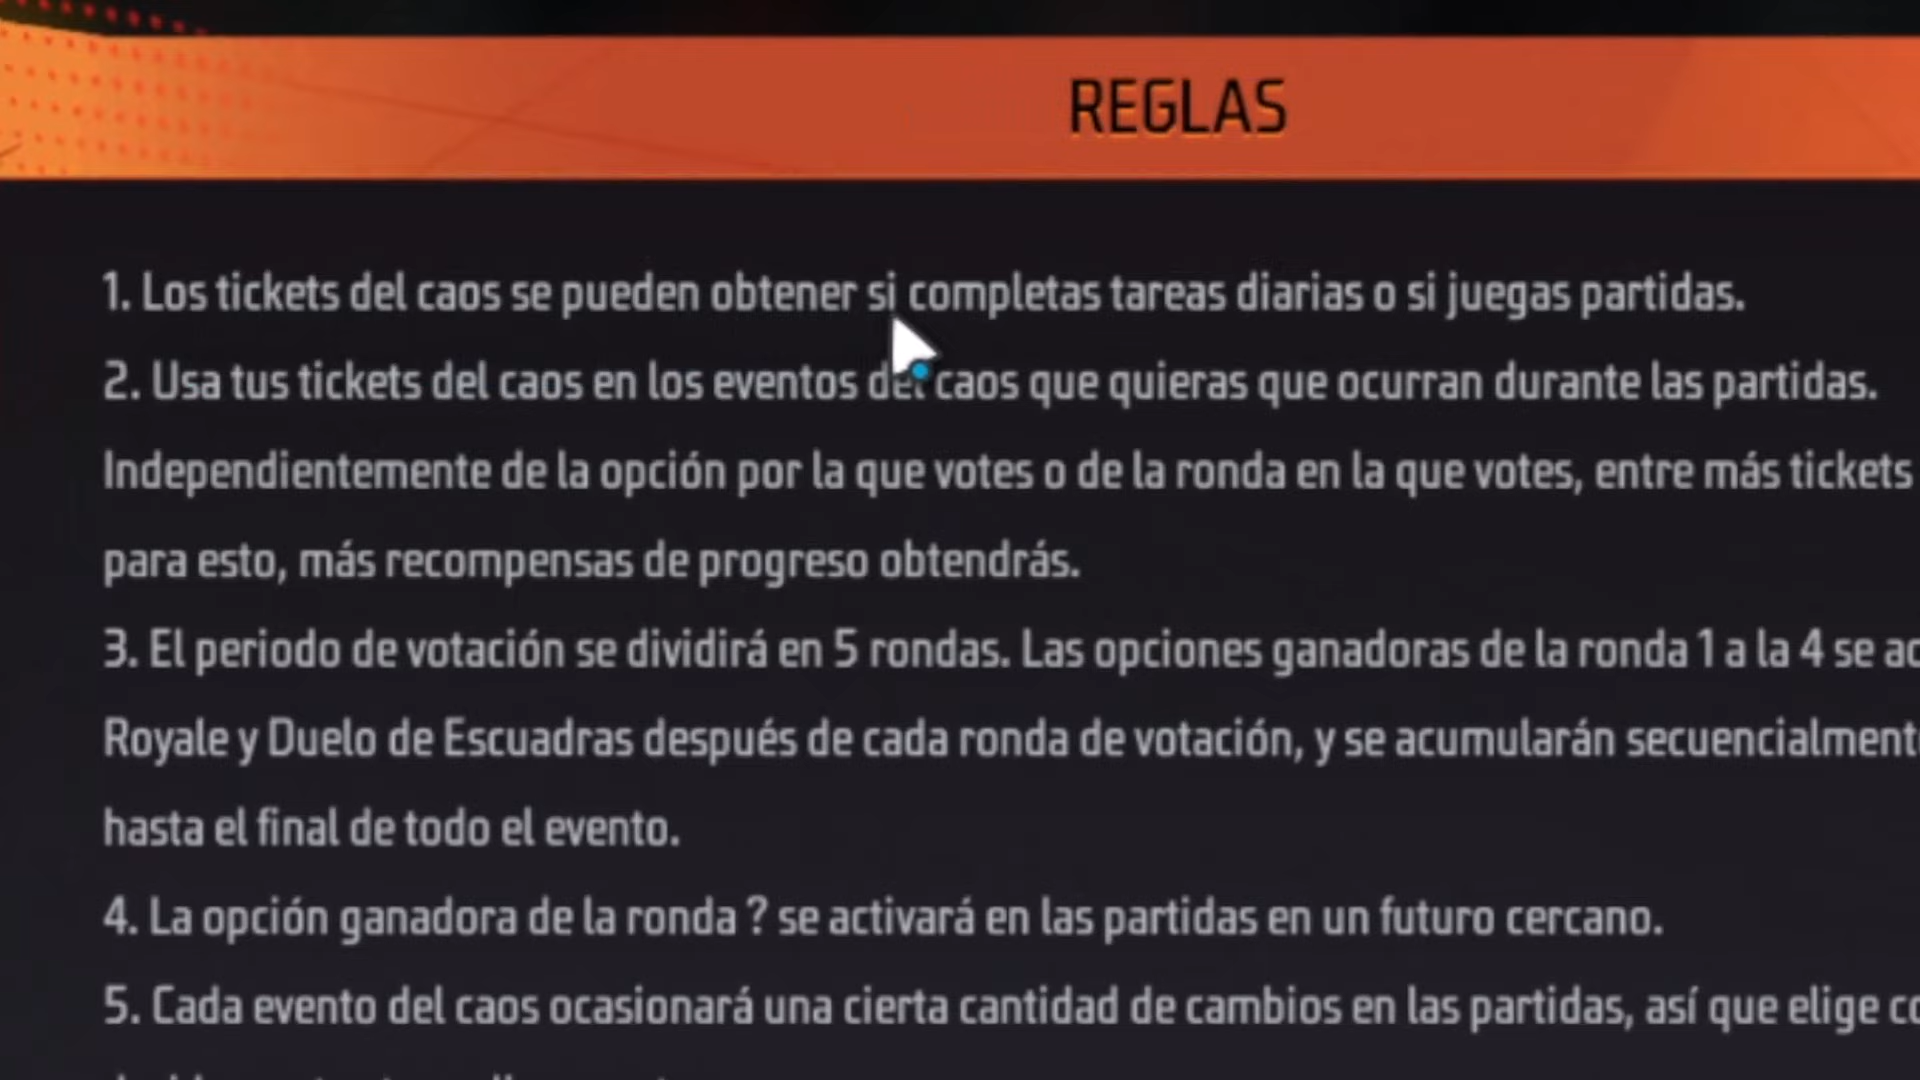 REGLAS
1. Los tickets del caos se pueden obtener si completas tareas diarias o si juegas partidas.
2. Usa tus tickets del caos en los eventos del caos que quieras que ocurran durante las partidas.
Independientemente de la opción por la que votes o de la ronda en la que votes, entre más tickets
para esto, más recompensas de progreso obtendrás.
3. El periodo de votación se dividirá en 5 rondas. Las opciones ganadoras de la ronda 1 a la 4 se
Royale y Duelo de Escuadras después de cada ronda de votación, y se acumularán
hasta el final de todo el evento.
4. La opción ganadora de la ronda ? se activará en las partidas en un futuro cercano.
5. Cada evento del caos ocasionará una cierta cantidad de cambios en las partidas, así que elige